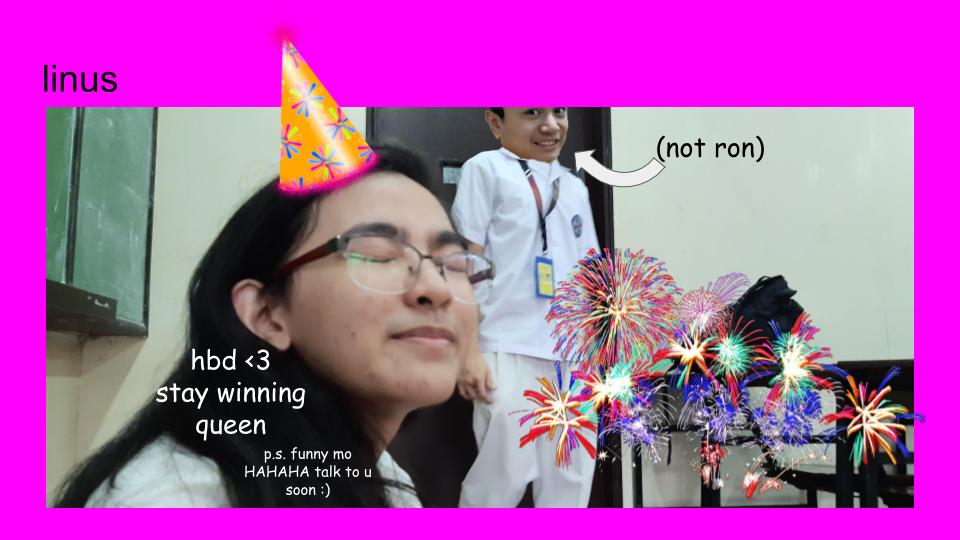 linus
(not ron)
hbd <3
stay winning
queen
p.s. funny mo
HAHAHA talk to u
soon :)